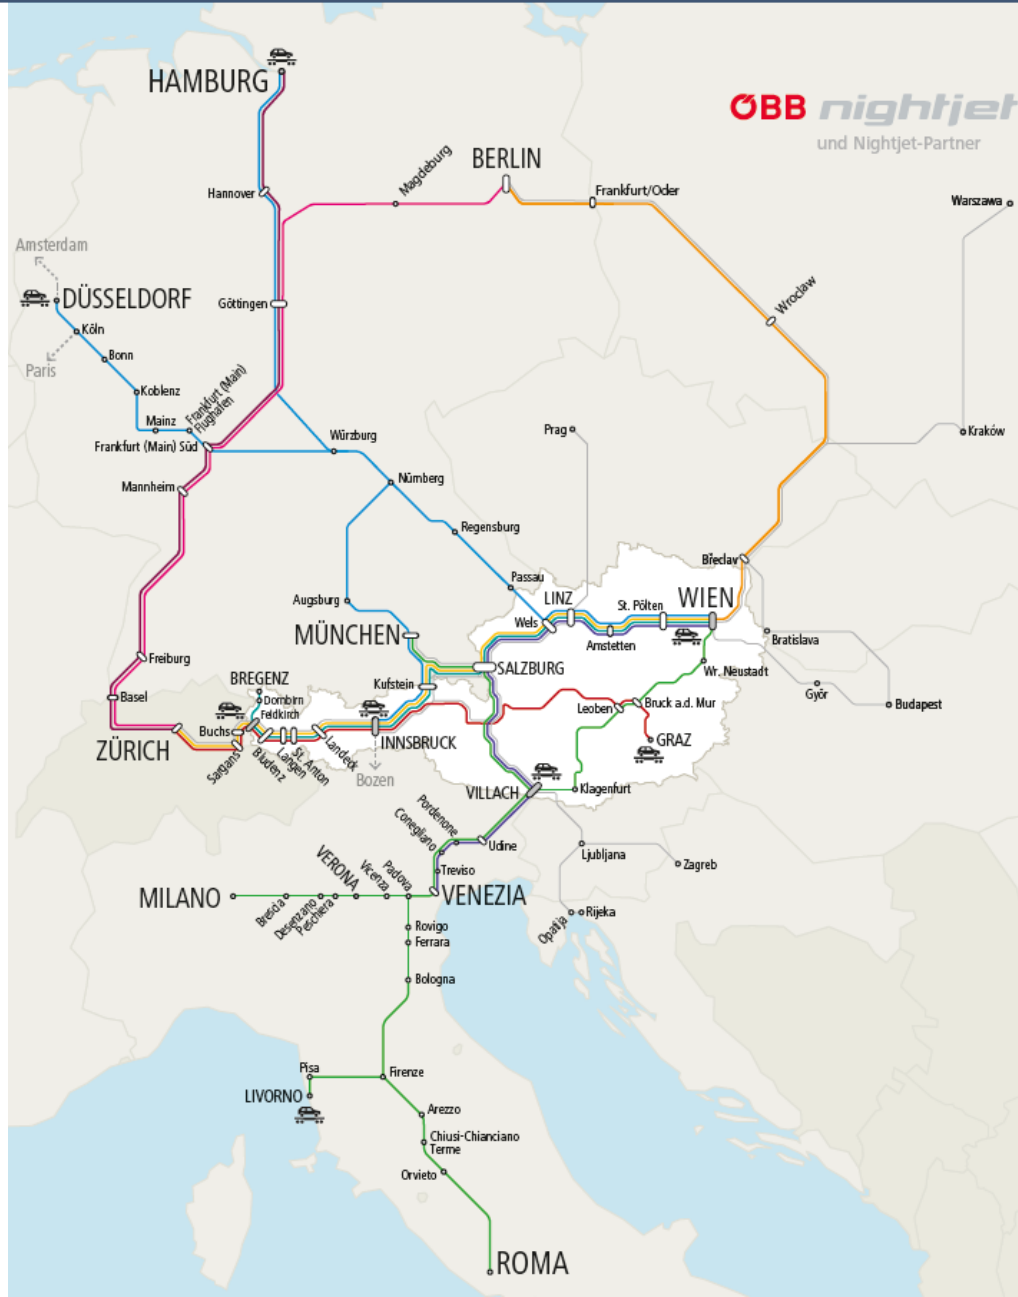 HAMBURG
ÖBB nightjet
und Nightjet-Partner
BERLIN
Magdeburg
Frankfurt/Oder
Hannover
Warszawa
Amsterdam
DÜSSELDORF
Göttingen
Wrocław
Köln
Bonn
Paris
Koblenz
Frankfurt (Main)
Flughafen
Mainz
Frankfurt (Main) Süd
Würzburg
Prag
Kraków
Mannheim
Nürnberg
Regensburg
Břeclav
Passau
Augsburg
LINZ
St. Pölten
WIEN
Wels
Amstetten
MÜNCHEN
Bratislava
Freiburg
SALZBURG
Wr. Neustadt
BREGENZ
Kufstein
Basel
Dornbirn
Feldkirch
Leoben
Bruck a.d. Mur
Győr
Budapest
Buchs
ZÜRICH
Sargans
Bludenz
Langen
St. Anton
Landeck
INNSBRUCK
GRAZ
Bozen
VILLACH
Klagenfurt
Pordenone
Conegliano
Udine
Ljubljana
Zagreb
Treviso
MILANO
Brescia
Desenzano
Peschiera
VERONA
Vicenza
Padova
VENEZIA
Opatija
Rijeka
Rovigo
Ferrara
Bologna
Pisa
Firenze
LIVORNO
Arezzo
Chiusi-Chianciano
Terme
Orvieto
ROMA